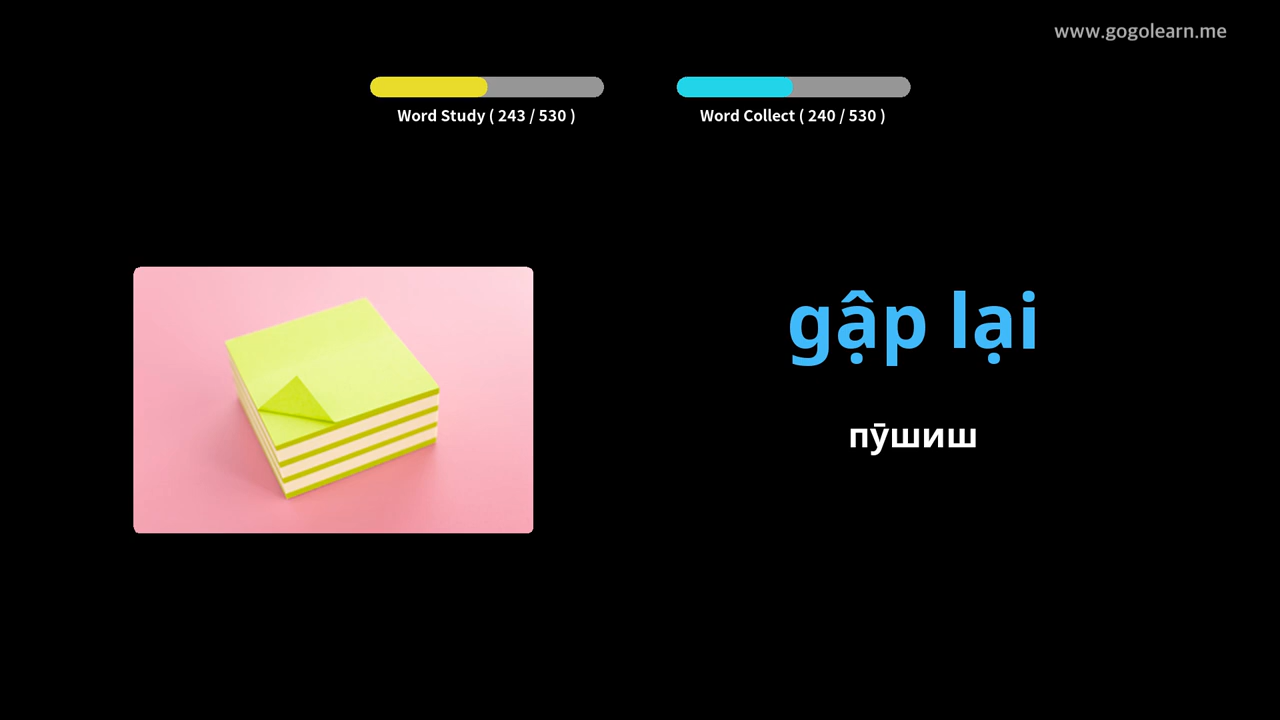 www.gogolearn.me
Word Study ( 243 / 530 )
Word Collect ( 240 / 530 )
gập lại
пӯшиш